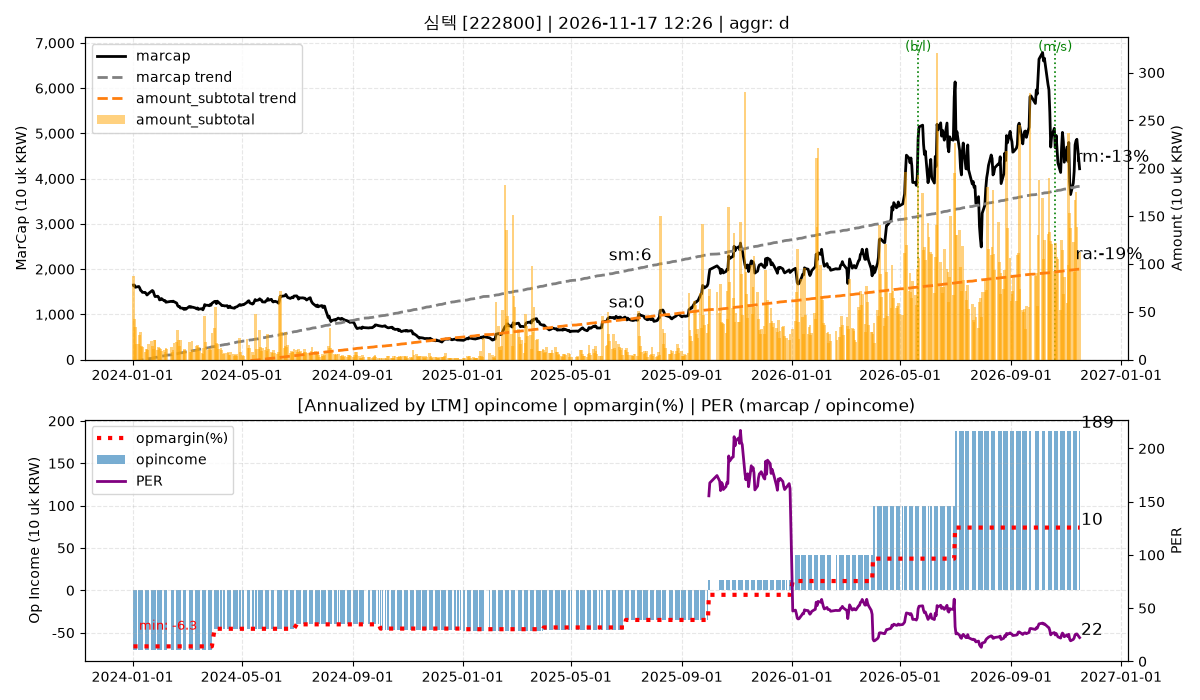 심텍 [222800] | 2026-11-17 12:26 | aggr: d
marcap
marcap trend
amount_subtotal trend
amount_subtotal
(b/l)
(m/s)
7,000
6,000
5,000
4,000
3,000
2,000
1,000
0
MarCap (10 uk KRW)
300
250
200
150
100
50
0
Amount (10 uk KRW)
sm:6
sa:0
rm:-13%
ra:-19%
2024-01-01
2024-05-01
2024-09-01
2025-01-01
2025-05-01
2025-09-01
2026-01-01
2026-05-01
2026-09-01
2027-01-01
[Annualized by LTM] opincome | opmargin(%) | PER (marcap / opincome)
opmargin(%)
opincome
PER
200
150
100
50
0
-50
Op Income (10 uk KRW)
200
150
100
50
0
PER
min: -6.3
189
10
22
2024-01-01
2024-05-01
2024-09-01
2025-01-01
2025-05-01
2025-09-01
2026-01-01
2026-05-01
2026-09-01
2027-01-01